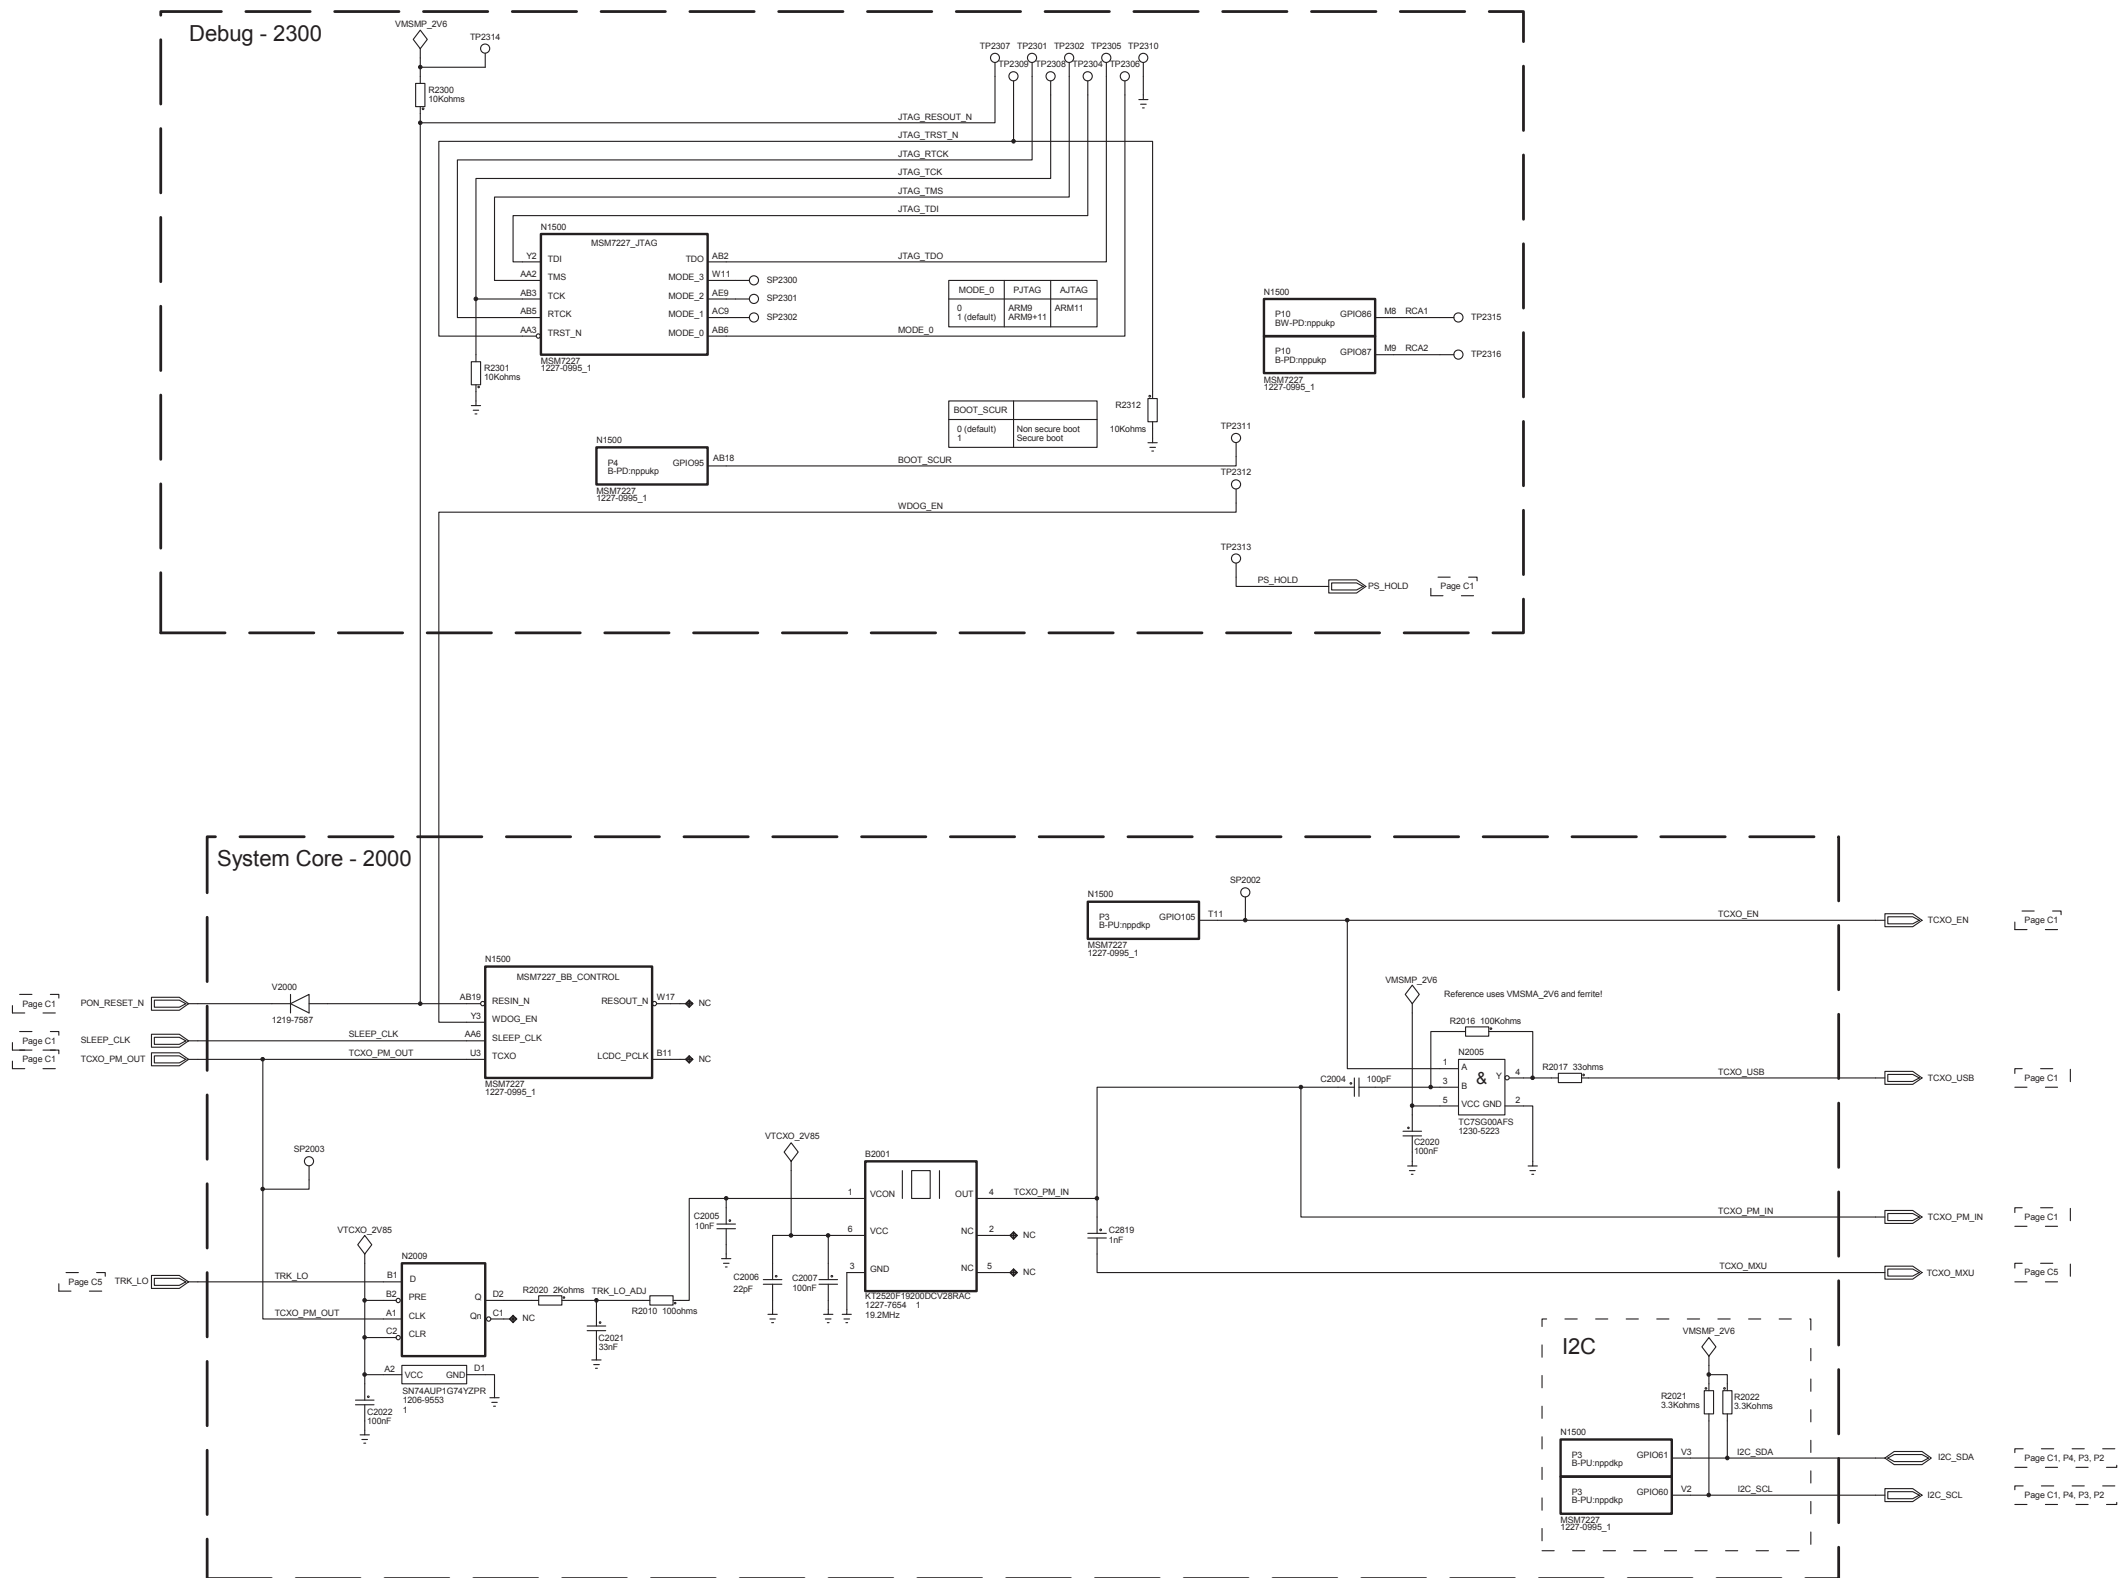 Debug - 2300
VMSMP_2V6
TP2314
R2300
10Kohms
TP2307 TP2301 TP2302 TP2305 TP2310
TP2309 TP2308 TP2304 TP2306
JTAG_RESOUT_N
JTAG_TRST_N
JTAG_RTCK
JTAG_TCK
JTAG_TMS
JTAG_TDI
N1500
MSM7227_JTAG
Y2 TDI TDO AB2 JTAG_TDO
AA2 TMS MODE_3 W11 SP2300
AB3 TCK MODE_2 AE9 SP2301
AB5 RTCK MODE_1 AC9 SP2302
AA3 TRST_N MODE_0 AB6 MODE_0
MSM7227
1227-0995_1
R2301
10Kohms
MODE_0 PJTAG AJTAG
0 ARM9 ARM11
1 (default) ARM9+11
N1500
P10 GPIO86 M8 RCA1 TP2315
BW-PD:nppukp
P10 GPIO87 M9 RCA2 TP2316
B-PD:nppukp
MSM7227
1227-0995_1
BOOT_SCUR
0 (default) Non secure boot
1 Secure boot
R2312
10Kohms
N1500
P4 GPIO95 AB18 BOOT_SCUR
B-PD:nppukp
MSM7227
1227-0995_1
TP2311
TP2312
WDOG_EN
TP2313
PS_HOLD PS_HOLD Page C1
System Core - 2000
SP2002
N1500
P3 GPIO105 T11 TCXO_EN TCXO_EN Page C1
B-PU:nppdkp
MSM7227
1227-0995_1
N1500
MSM7227_BB_CONTROL
Page C1 PON_RESET_N V2000 AB19 RESIN_N RESOUT_N W17 NC
1219-7587
Y3 WDOG_EN
Page C1 SLEEP_CLK SLEEP_CLK AA6 SLEEP_CLK
Page C1 TCXO_PM_OUT TCXO_PM_OUT U3 TCXO LCDC_PCLK B11 NC
MSM7227
1227-0995_1
VMSMP_2V6
Reference uses VMSMA_2V6 and ferrite!
R2016 100Kohms
N2005
C2004 100pF
1 A
& Y 4
3 B
5 VCC GND 2
TC7SG00AFS
1230-5223
R2017 33ohms
TCXO_USB TCXO_USB Page C1
C2020
100nF
SP2003
VTCXO_2V85
B2001
1 VCON OUT 4 TCXO_PM_IN
6 VCC NC 2 NC
3 GND NC 5 NC
KT2520F19200DCV28RAC
1227-7654 1
19.2MHz
C2005
10nF
C2006
22pF
C2007
100nF
C2819
1nF
TCXO_PM_IN TCXO_PM_IN Page C1
TCXO_MXU TCXO_MXU Page C5
VTCXO_2V85
N2009
Page C5 TRK_LO TRK_LO B1 D
B2 PRE Q D2
TCXO_PM_OUT A1 CLK Qn C1 NC
C2 CLR
A2 VCC GND D1
SN74AUP1G74YZPR
1206-9553
1
C2022
100nF
R2020 2Kohms
TRK_LO_ADJ
R2010 100ohms
C2021
33nF
I2C
VMSMP_2V6
R2021
3.3Kohms
R2022
3.3Kohms
N1500
P3 GPIO61 V3 I2C_SDA I2C_SDA Page C1, P4, P3, P2
B-PU:nppdkp
P3 GPIO60 V2 I2C_SCL I2C_SCL Page C1, P4, P3, P2
B-PU:nppdkp
MSM7227
1227-0995_1